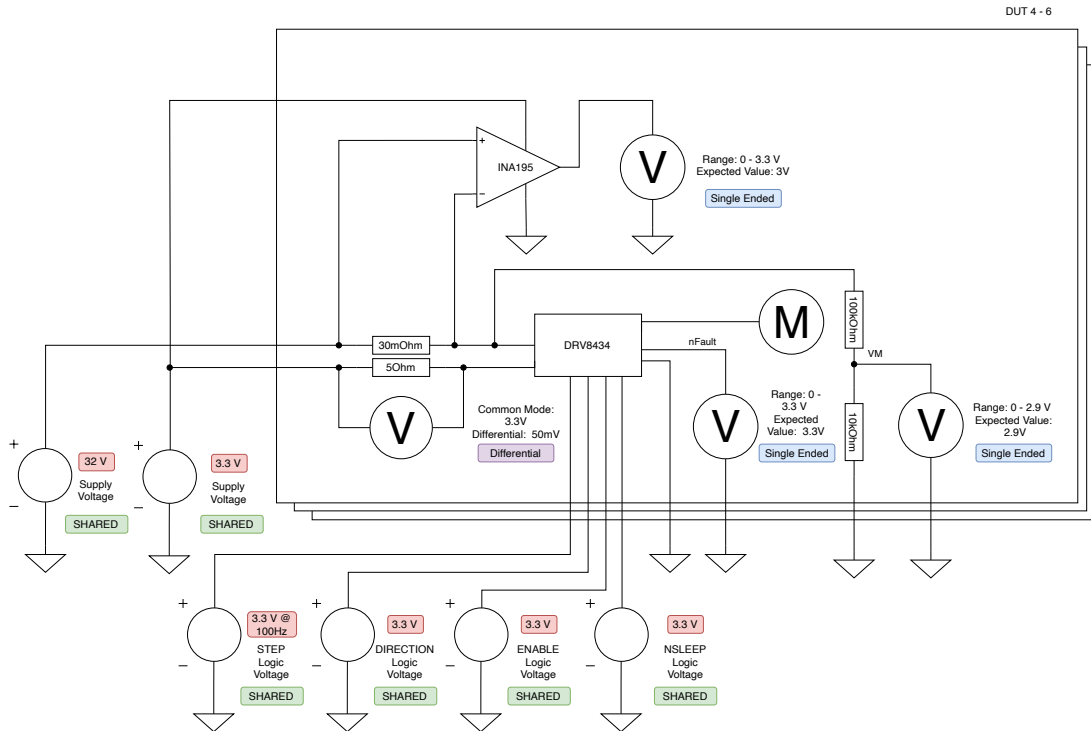 DUT 4 - 6
+
−
INA195
V
Range: 0 - 3.3 V
Expected Value: 3V
Single Ended
30mOhm
5Ohm
V
Common Mode:
3.3V
Differential: 50mV
Differential
DRV8434
nFault
M
100kOhm
VM
10kOhm
V
Range: 0 -
3.3 V
Expected
Value: 3.3V
Single Ended
V
Range: 0 - 2.9 V
Expected Value:
2.9V
Single Ended
+
−
32 V
Supply
Voltage
SHARED
+
−
3.3 V
Supply
Voltage
SHARED
+
−
3.3 V @
100Hz
STEP
Logic
Voltage
SHARED
+
−
3.3 V
DIRECTION
Logic
Voltage
SHARED
+
−
3.3 V
ENABLE
Logic
Voltage
SHARED
+
−
3.3 V
NSLEEP
Logic
Voltage
SHARED